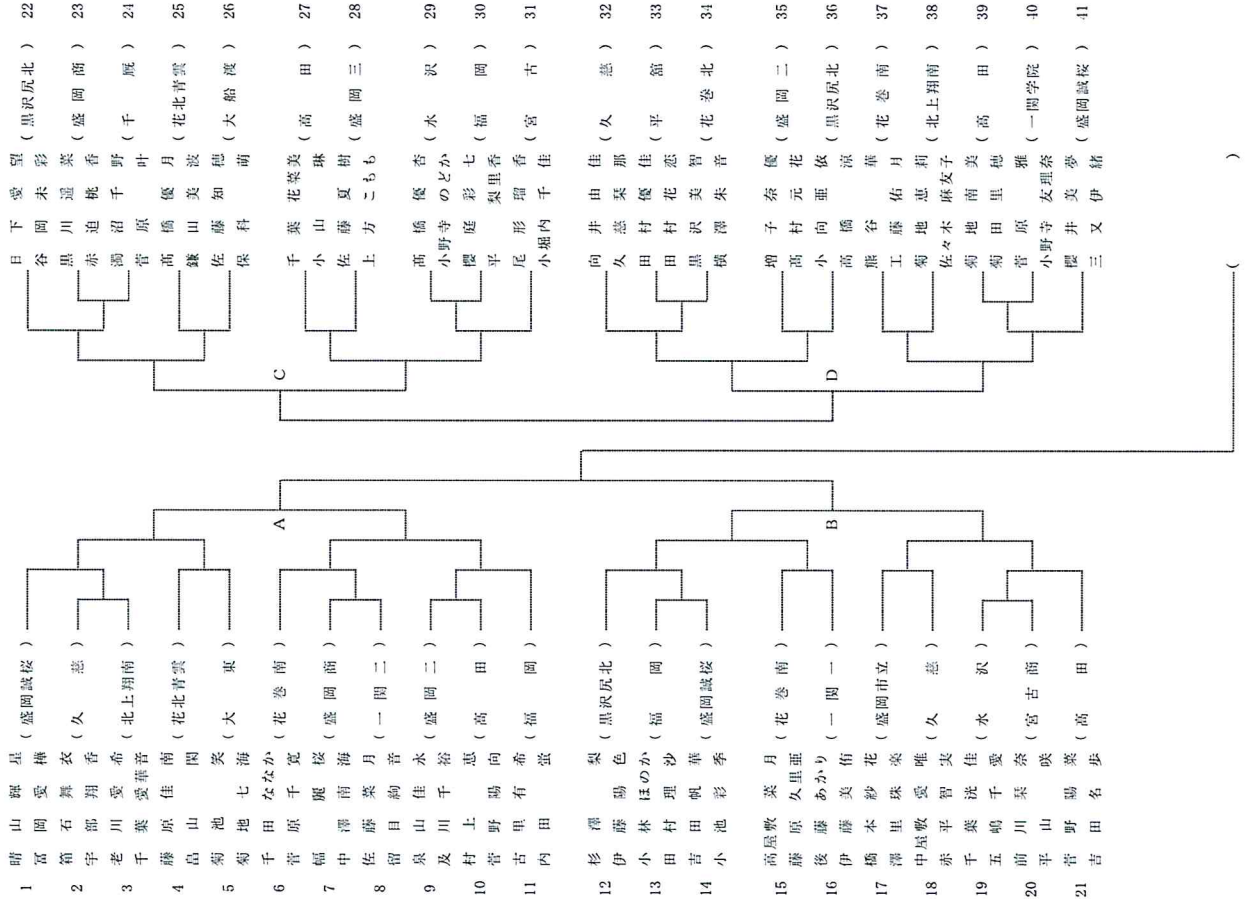 1 晴山輝星 冨岡愛樺 (盛岡誠桜)
2 箱石舞衣 宇部翔香 (久慈)
3 老川愛希 千葉愛華音 (北上翔南)
4 藤原佳南 畠山閑 (花北青雲)
5 菊池笑 菊地七海 (大東)
6 千田ななか 菅原千寛 (花巻南)
7 幅麗桜 中澤南海 (盛岡商)
8 佐藤菜月 留目絢音 (一関二)
9 泉山佳永 及川千裕 (盛岡二)
10 村上恵 菅野陽向 (高田)
11 古里有希 内田蛍 (福岡)
12 杉澤梨 伊藤陽色 (黒沢尻北)
13 小林ほのか 田村理沙 (福岡)
14 吉田帆華 小池彩季 (盛岡誠桜)
15 高屋敷菜月 藤原久里亜 (花巻南)
16 後藤あかり 伊藤美侑 (一関一)
17 橋本紗花 澤里珠楽 (盛岡市立)
18 中屋敷愛唯 赤平智実 (久慈)
19 千葉洸佳 五嶋千愛 (水沢)
20 前川栞奈 平山咲 (宮古商)
21 菅野陽菜 吉田名歩 (高田)
A
B
22 日下愛望 谷岡未彩 (黒沢尻北)
23 黒川遥菜 赤迫桃香 (盛岡商)
24 濁沼千野 菅原叶 (千厩)
25 髙橋優月 鎌田美波 (花北青雲)
26 佐藤知穂 保科萌 (大船渡)
27 千葉花菜美 小山琳 (高田)
28 佐藤夏樹 上方こもも (盛岡三)
29 髙橋優杏 小野寺のどか (水沢)
30 櫻庭彩七 平梨里香 (福岡)
31 尾形瑠香 小堀内千佳 (宮古)
32 向井由佳 久慈栞那 (久慈)
33 田村優佳 田村花恋 (平舘)
34 黒沢美智 横澤朱音 (花巻北)
35 増子奈優 髙村元花 (盛岡二)
36 小向亜依 高橋涼 (黒沢尻北)
37 熊谷華 工藤佑月 (花巻南)
38 菊地恵莉 佐々木麻友子 (北上翔南)
39 菊地南美 菊田里穂 (高田)
40 菅原雅 小野寺友理奈 (一関学院)
41 櫻井美夢 三又伊緒 (盛岡誠桜)
C
D
( )